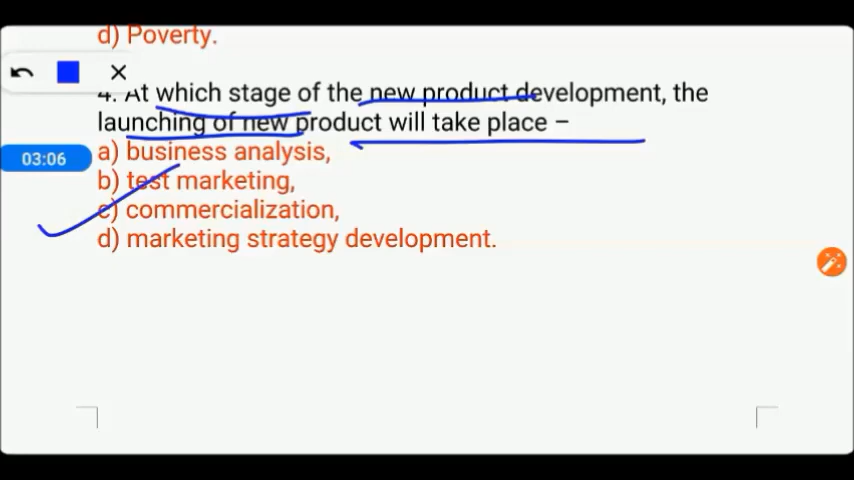 d) Poverty.
4. At which stage of the new product development, the
launching of new product will take place –
03:06
a) business analysis,
b) test marketing,
c) commercialization,
d) marketing strategy development.